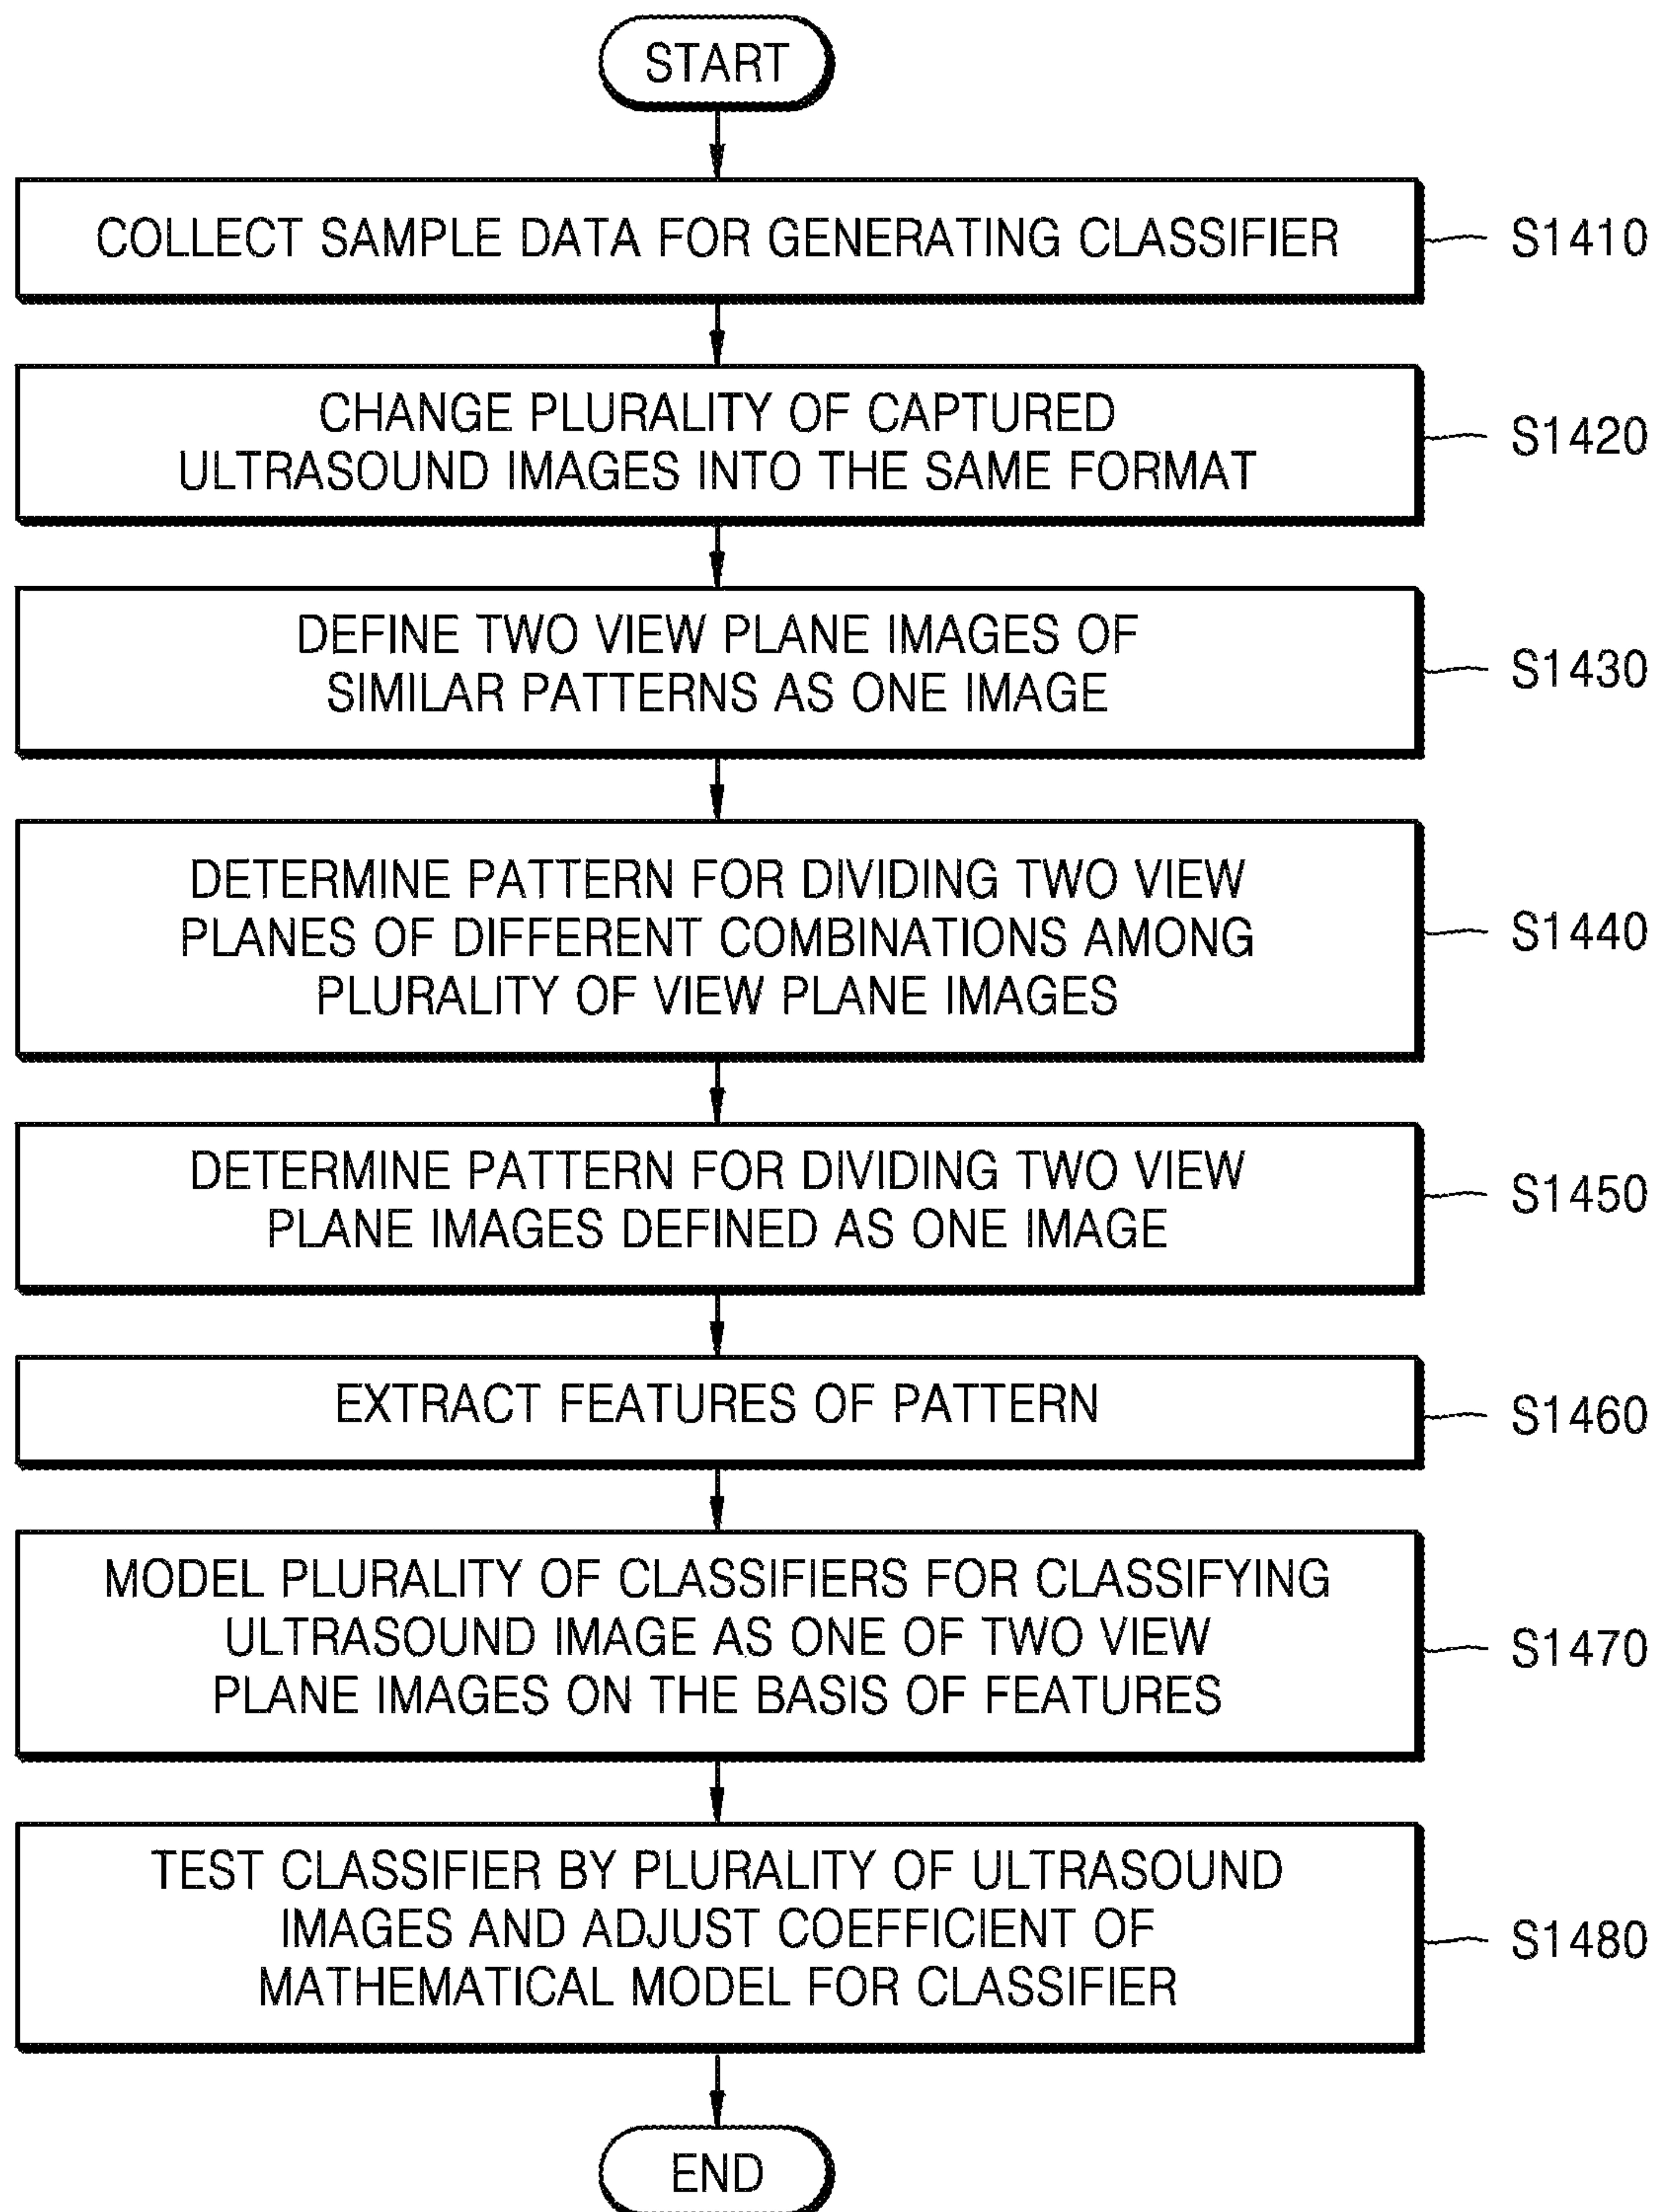 START
COLLECT SAMPLE DATA FOR GENERATING CLASSIFIER
S1410
CHANGE PLURALITY OF CAPTURED
ULTRASOUND IMAGES INTO THE SAME FORMAT
S1420
DEFINE TWO VIEW PLANE IMAGES OF
SIMILAR PATTERNS AS ONE IMAGE
S1430
DETERMINE PATTERN FOR DIVIDING TWO VIEW
PLANES OF DIFFERENT COMBINATIONS AMONG
PLURALITY OF VIEW PLANE IMAGES
S1440
DETERMINE PATTERN FOR DIVIDING TWO VIEW
PLANE IMAGES DEFINED AS ONE IMAGE
S1450
EXTRACT FEATURES OF PATTERN
S1460
MODEL PLURALITY OF CLASSIFIERS FOR CLASSIFYING
ULTRASOUND IMAGE AS ONE OF TWO VIEW
PLANE IMAGES ON THE BASIS OF FEATURES
S1470
TEST CLASSIFIER BY PLURALITY OF ULTRASOUND
IMAGES AND ADJUST COEFFICIENT OF
MATHEMATICAL MODEL FOR CLASSIFIER
S1480
END